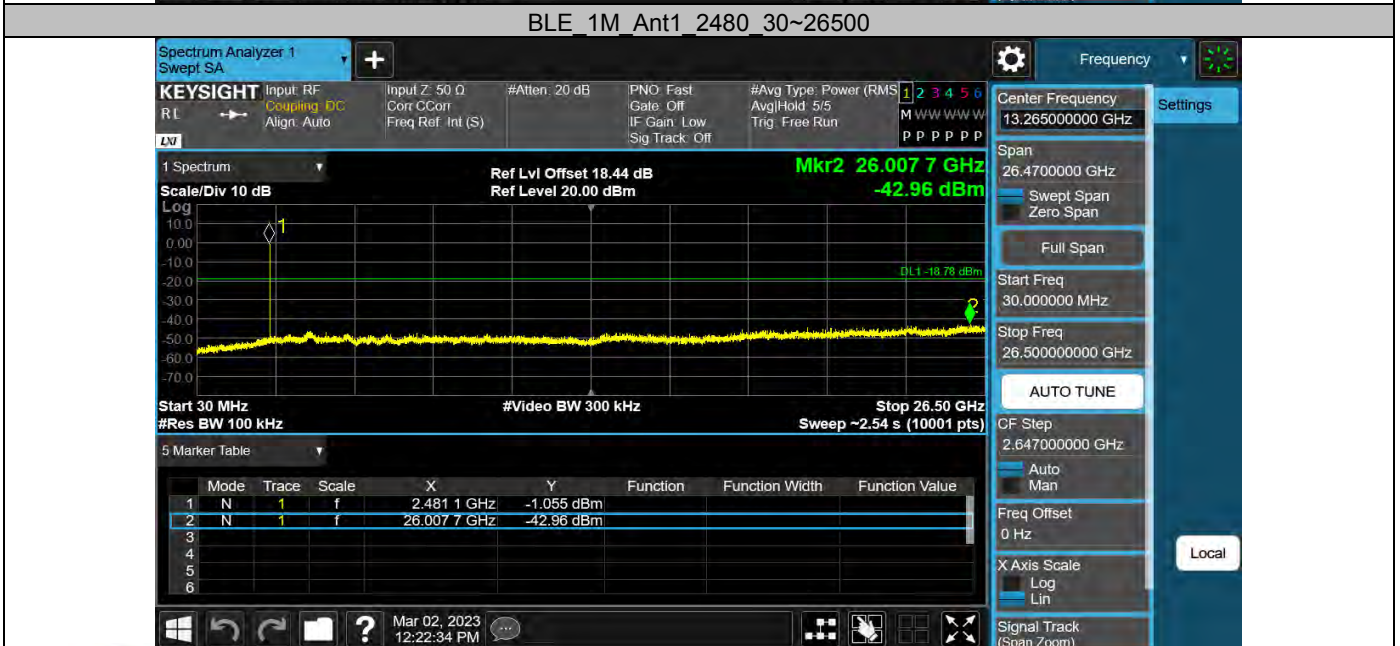 BLE_1M_Ant1_2480_30~26500
Spectrum Analyzer 1
Swept SA
+
Frequency
KEYSIGHT
RL
LXI
Input: RF
Coupling: DC
Align: Auto
Input Z: 50 Ω
Corr CCorr
Freq Ref: Int (S)
#Atten: 20 dB
PNO: Fast
Gate: Off
IF Gain: Low
Sig Track: Off
#Avg Type: Power (RMS
Avg|Hold: 5/5
Trig: Free Run
1 2 3 4 5 6
M W W W W W
P P P P P P
1 Spectrum
Scale/Div 10 dB
Log
Ref Lvl Offset 18.44 dB
Ref Level 20.00 dBm
Mkr2 26.007 7 GHz
-42.96 dBm
10.0
0.00
-10.0
-20.0
-30.0
-40.0
-50.0
-60.0
-70.0
1
DL1 -18.78 dBm
2
Start 30 MHz
#Res BW 100 kHz
#Video BW 300 kHz
Stop 26.50 GHz
Sweep ~2.54 s (10001 pts)
5 Marker Table
Mode Trace Scale X Y Function Function Width Function Value
1 N 1 f 2.481 1 GHz -1.055 dBm
2 N 1 f 26.007 7 GHz -42.96 dBm
3
4
5
6
?
Mar 02, 2023
12:22:34 PM
Center Frequency
13.265000000 GHz
Settings
Span
26.4700000 GHz
Swept Span
Zero Span
Full Span
Start Freq
30.000000 MHz
Stop Freq
26.500000000 GHz
AUTO TUNE
CF Step
2.647000000 GHz
Auto
Man
Freq Offset
0 Hz
Local
X Axis Scale
Log
Lin
Signal Track
(Span Zoom)